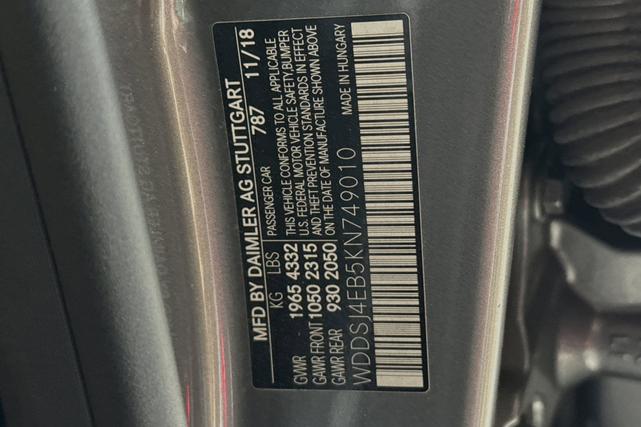 MFD BY DAIMLER AG STUTTGART
KG LBS
GVWR 1965 4332
GAWR FRONT 1050 2315
GAWR REAR 930 2050
PASSENGER CAR 787 11/18
THIS VEHICLE CONFORMS TO ALL APPLICABLE
U.S. FEDERAL MOTOR VEHICLE SAFETY, BUMPER
AND THEFT PREVENTION STANDARDS IN EFFECT
ON THE DATE OF MANUFACTURE SHOWN ABOVE
WDDSJ4EB5KN749010
MADE IN HUNGARY